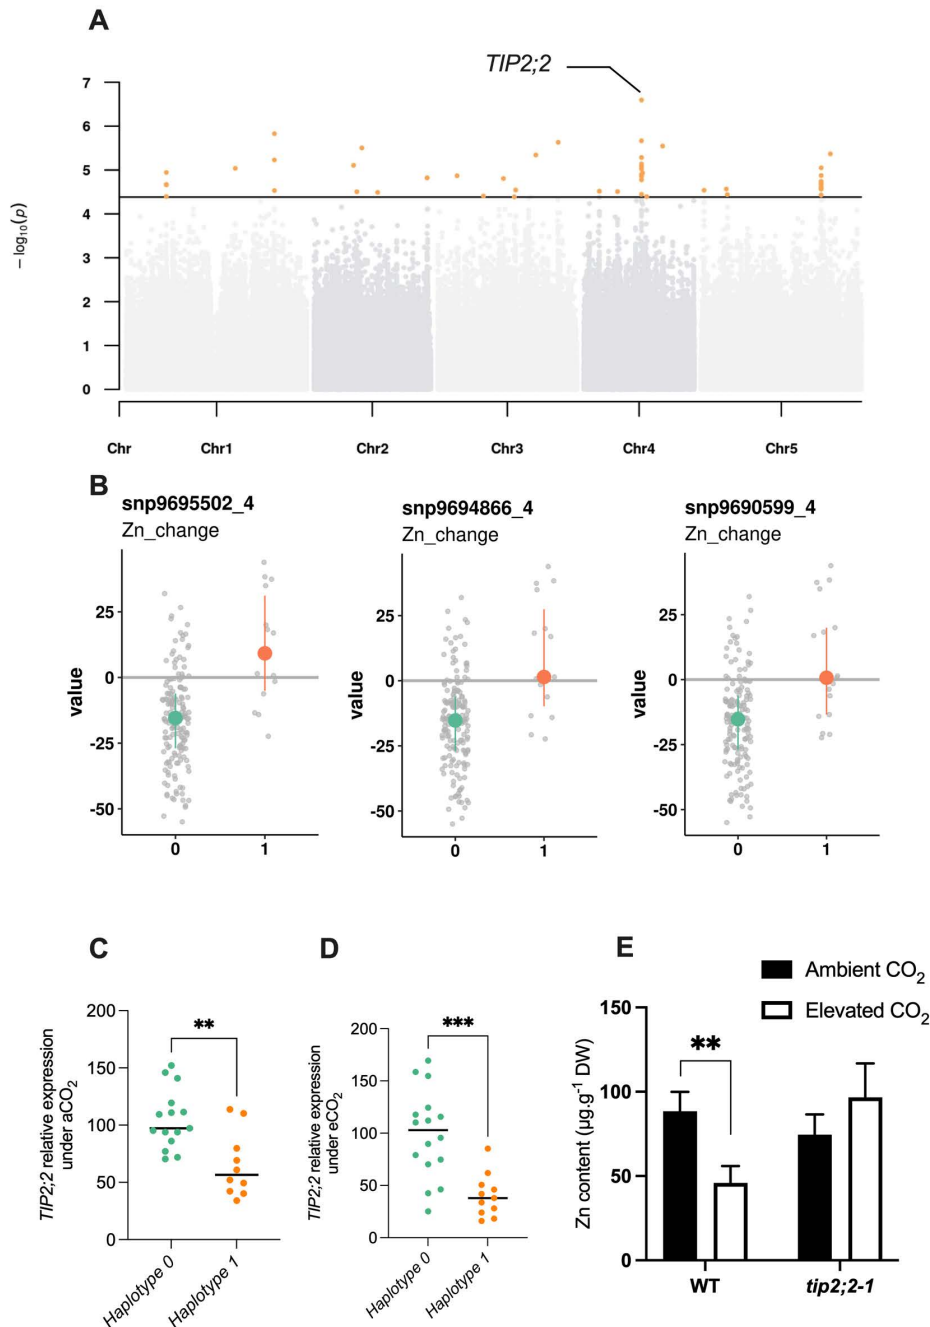 A
TIP2;2
7
6
5
4
3
2
1
0
− log10(p)
Chr Chr1 Chr2 Chr3 Chr4 Chr5
B
snp9695502_4
Zn_change
value
25
0
-25
-50
0 1
snp9694866_4
Zn_change
value
25
0
-25
-50
0 1
snp9690599_4
Zn_change
value
25
0
-25
-50
0 1
C
TIP2;2 relative expression
under aCO2
200
150
100
50
0
**
Haplotype 0
Haplotype 1
D
TIP2;2 relative expression
under eCO2
200
150
100
50
0
***
Haplotype 0
Haplotype 1
E
Ambient CO2
Elevated CO2
Zn content (µg.g-1 DW)
150
100
50
0
**
WT tip2;2-1